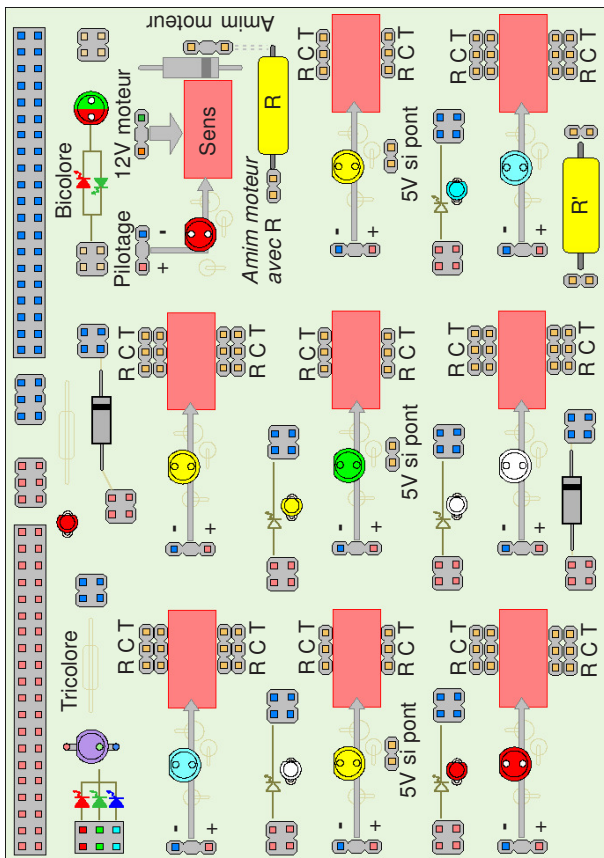 Tricolore
Bicolore
Pilotage
12V moteur
- +
Amim moteur
Sens
R C T
R C T
- +
- +
R C T
R C T
Amim moteur
avec R
R
R C T
R C T
R C T
- +
- +
- +
5V si pont
R C T
5V si pont
R C T
5V si pont
R C T
R C T
R C T
R C T
- +
- +
- +
R C T
R C T
R C T
R'